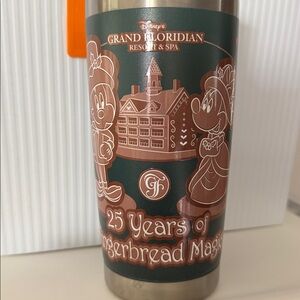 Disney's
GRAND FLORIDIAN
RESORT & SPA
GF
25 Years of
ngerbread Magic